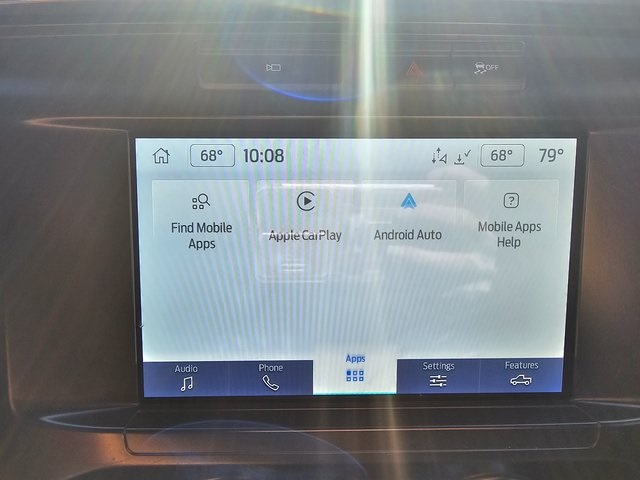 OFF
68° 10:08 68° 79°
Find Mobile
Apps
Apple CarPlay
Android Auto
Mobile Apps
Help
Audio
Phone
Apps
Settings
Features